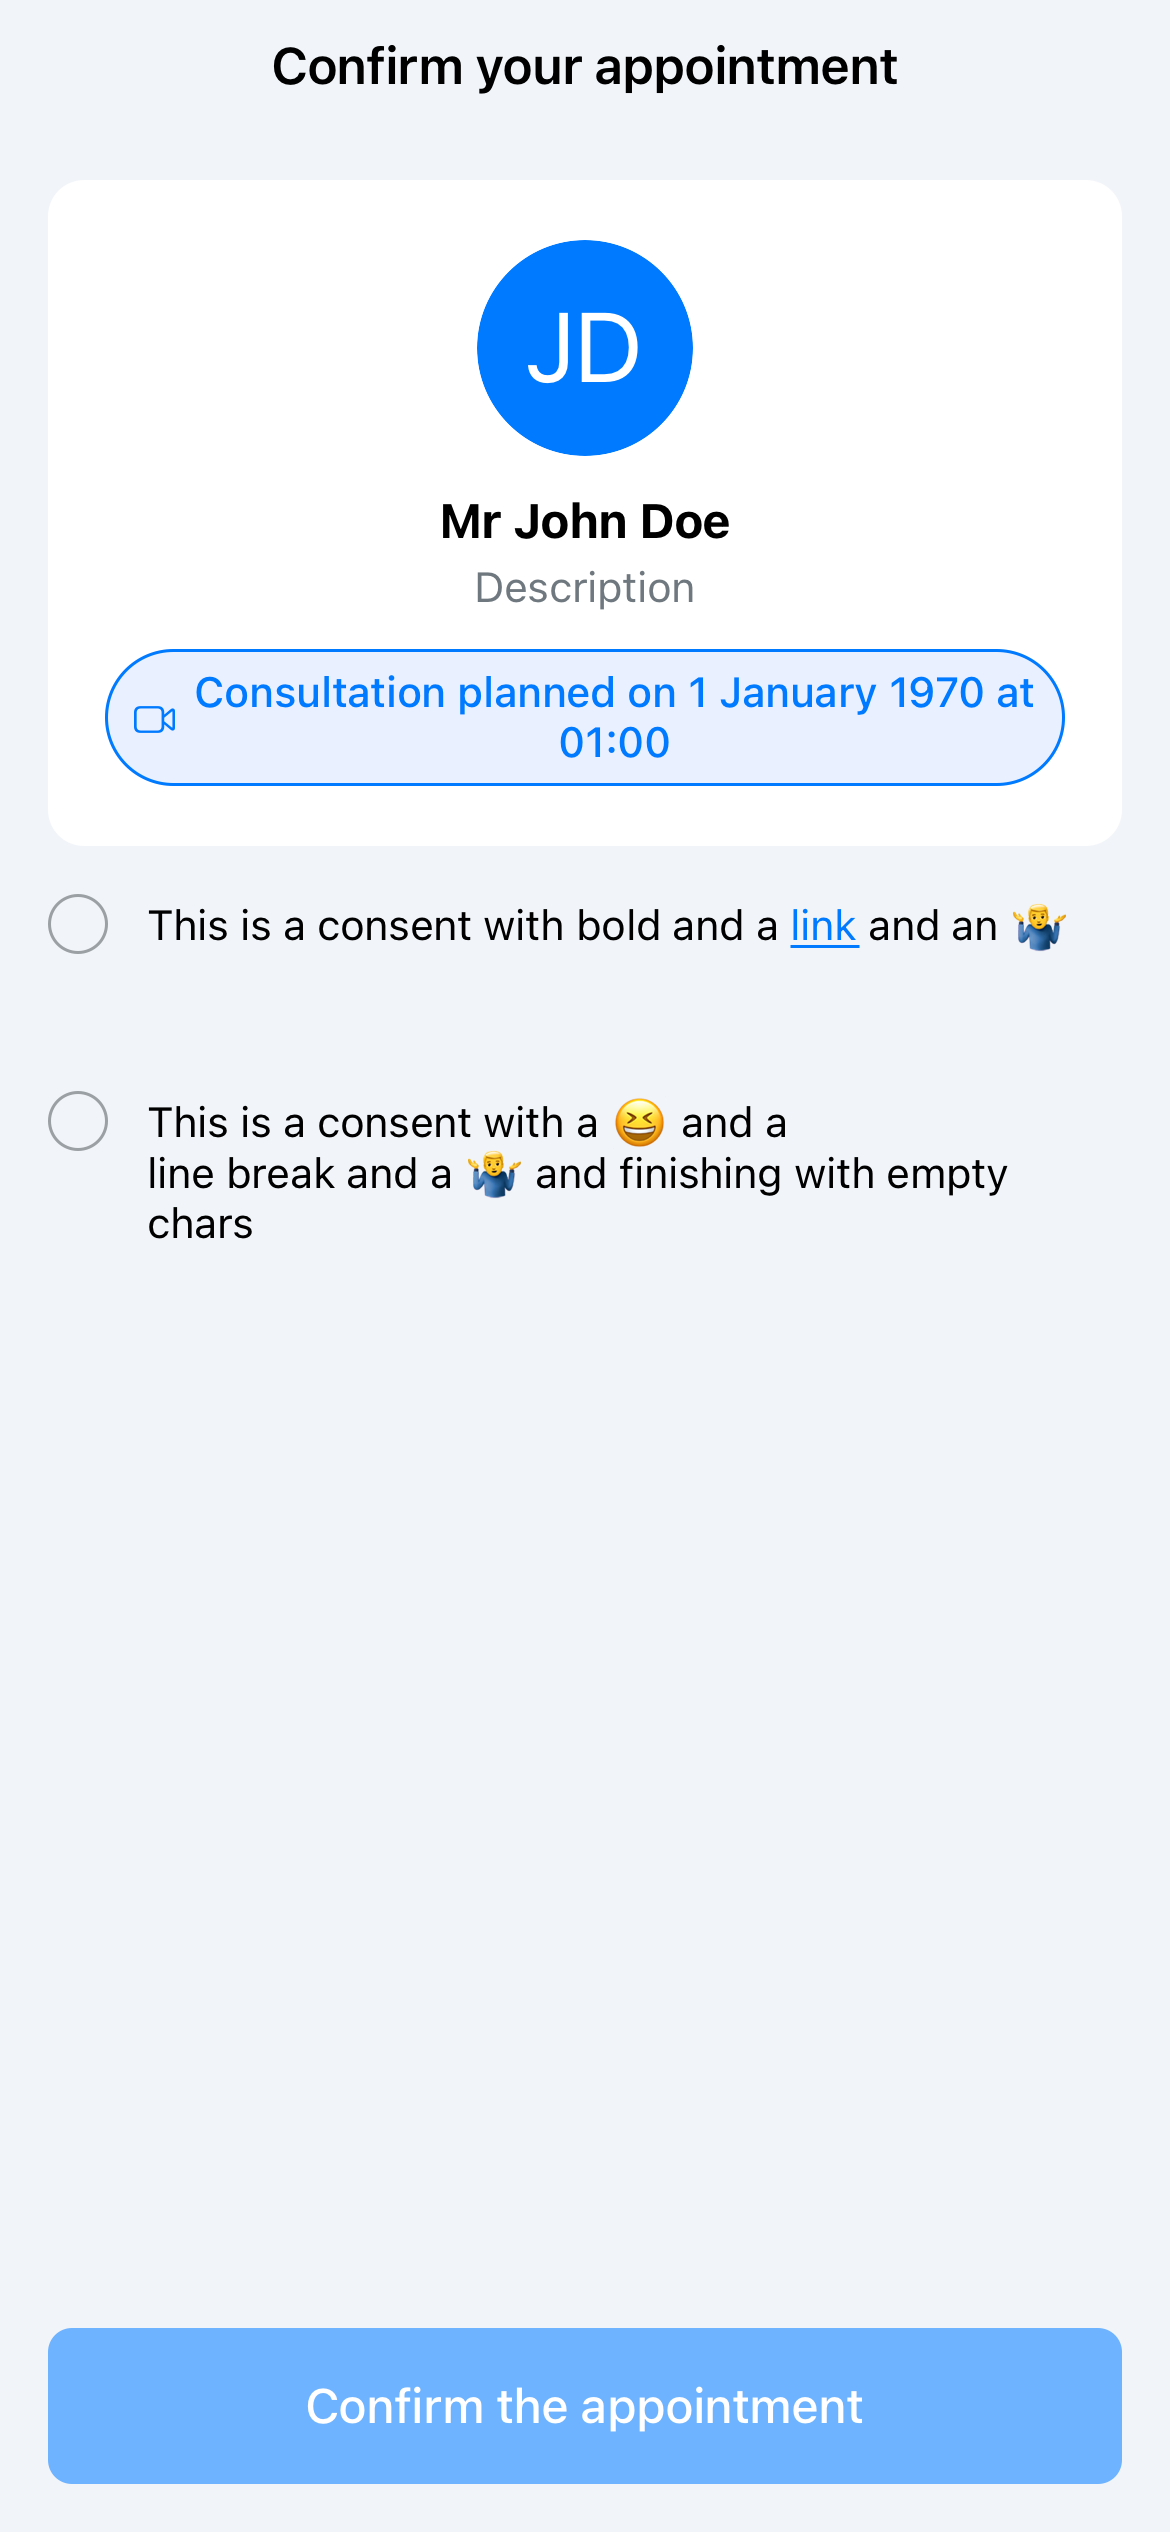 Confirm your appointment
JD
Mr John Doe
Description
Consultation planned on 1 January 1970 at
01:00
This is a consent with bold and a link and an 🤷‍♂️
This is a consent with a 😆 and a
line break and a 🤷‍♂️ and finishing with empty
chars
Confirm the appointment